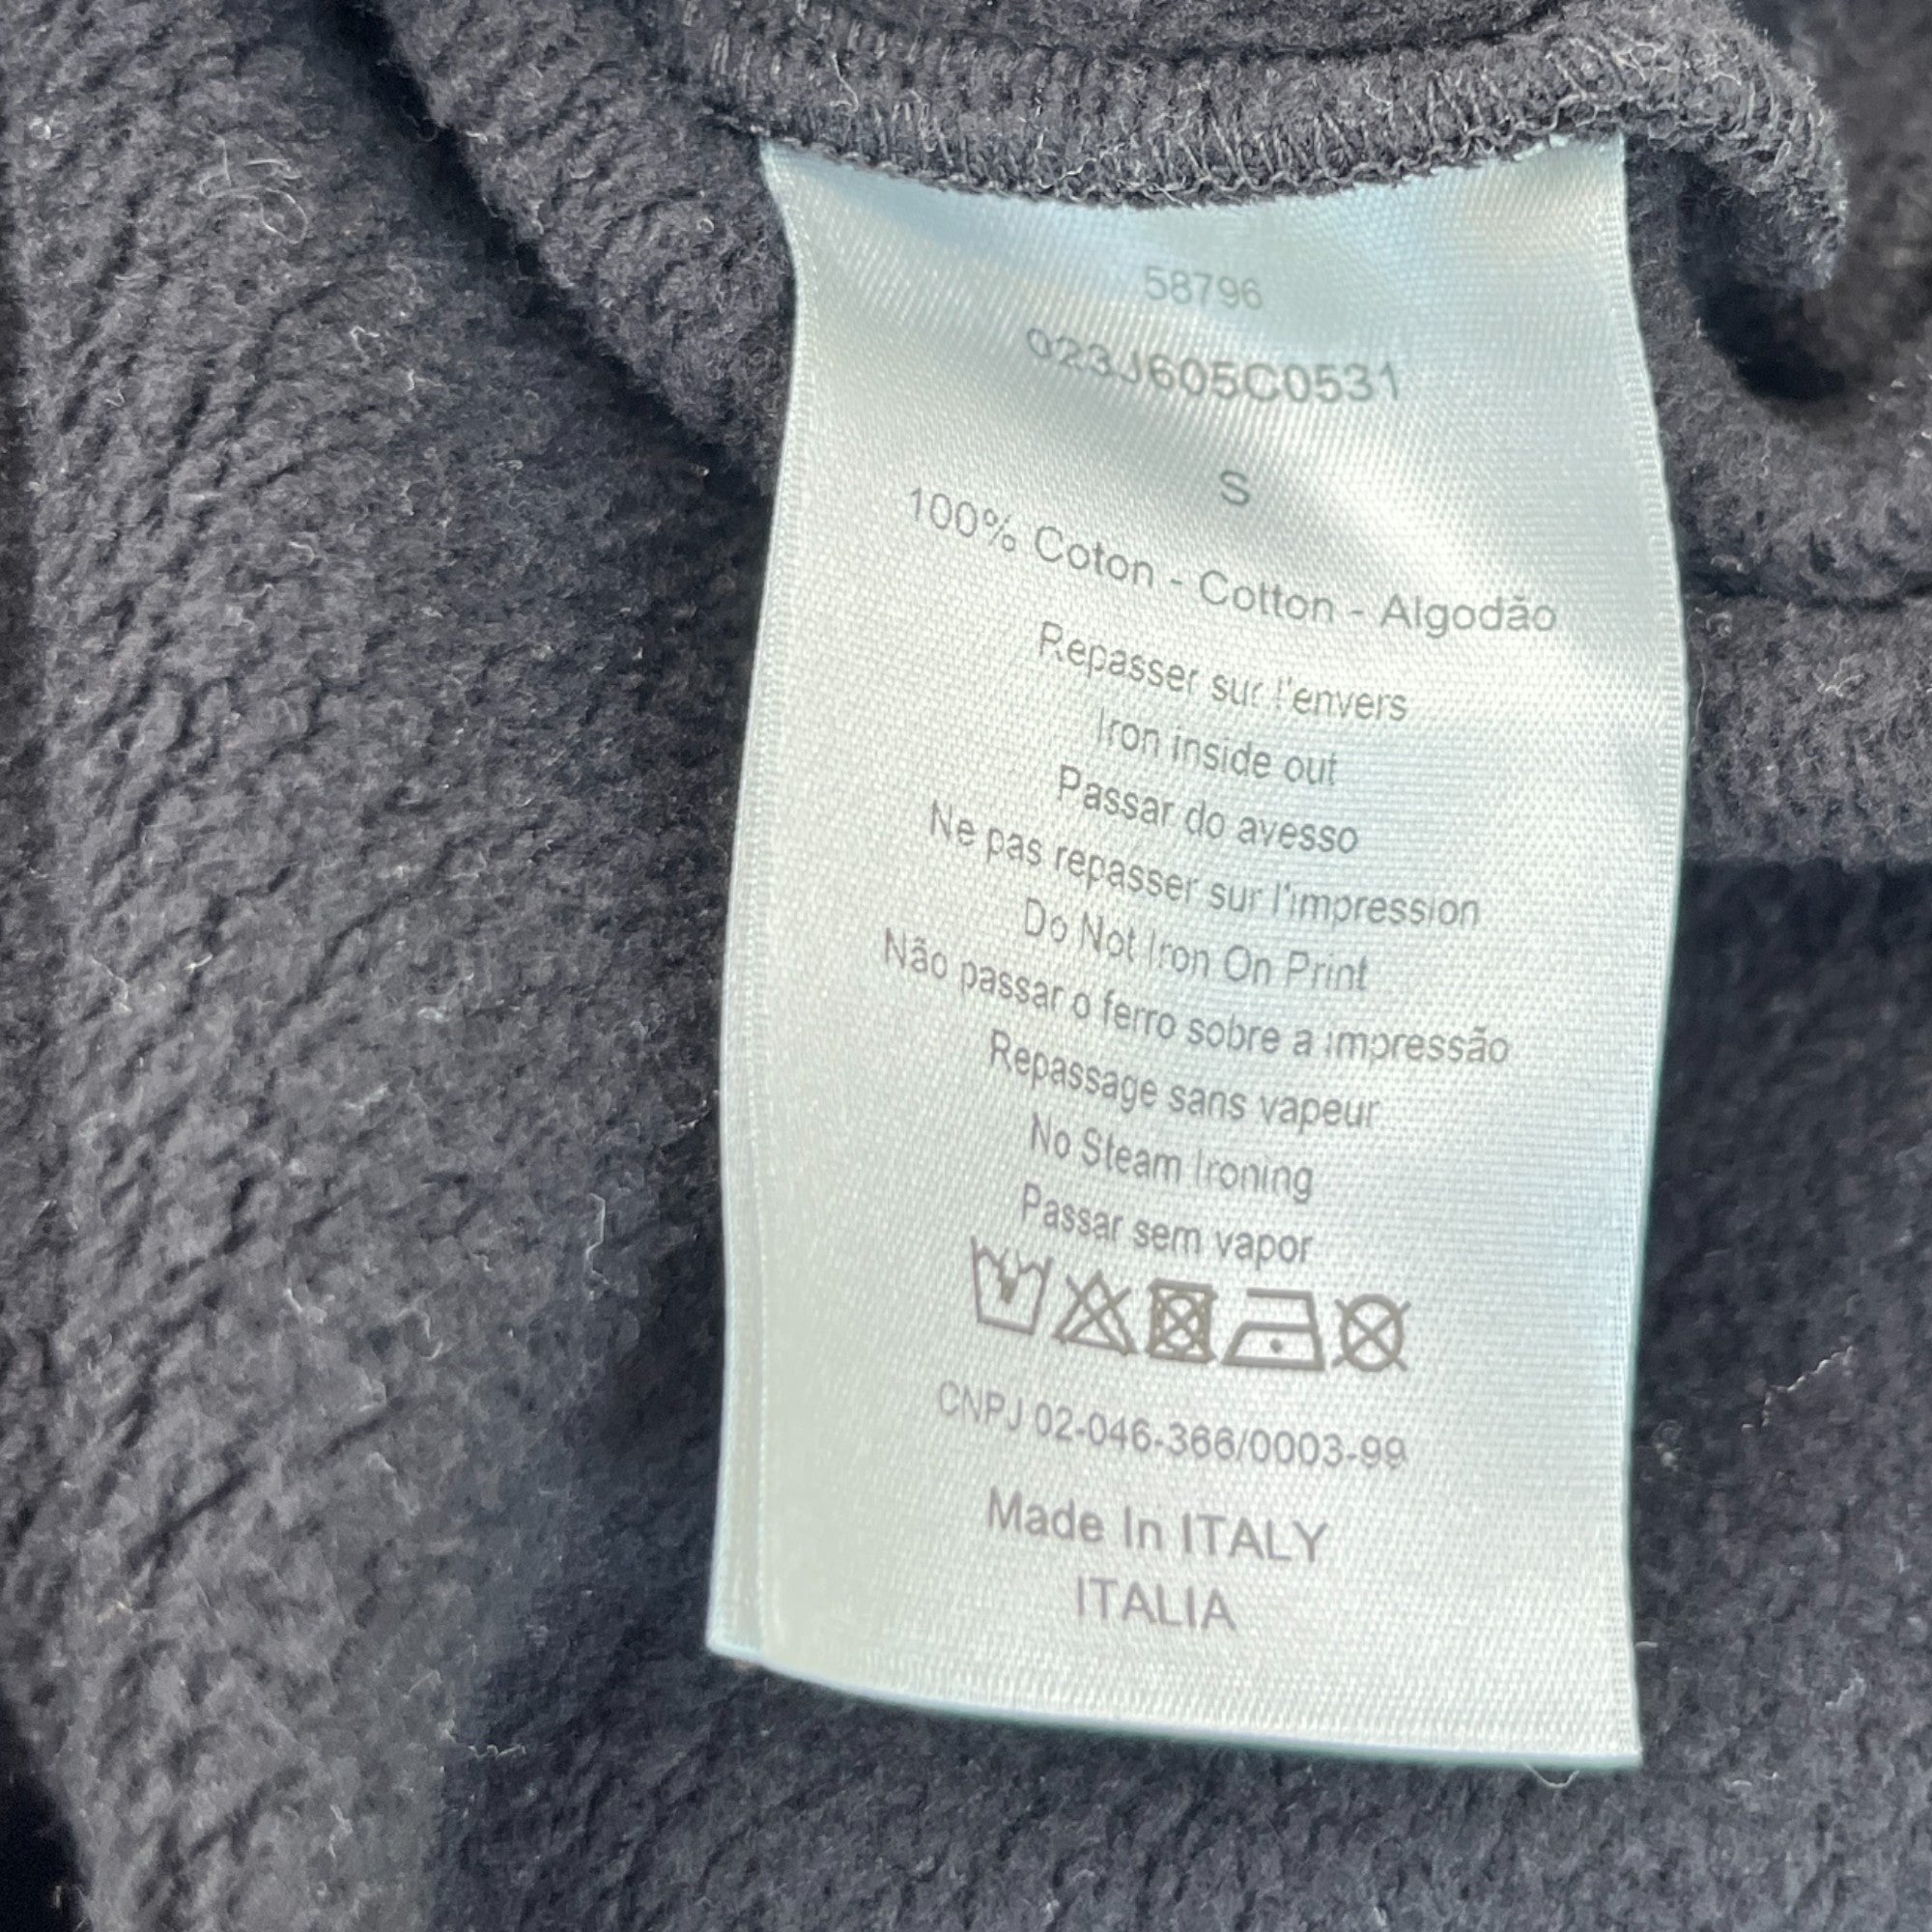 58796
023J605C0531
S
100% Coton - Cotton - Algodão
Repasser sur l'envers
Iron inside out
Passar do avesso
Ne pas repasser sur l'impression
Do Not Iron On Print
Não passar o ferro sobre a impressão
Repassage sans vapeur
No Steam Ironing
Passar sem vapor
CNPJ 02-046-366/0003-99
Made In ITALY
ITALIA